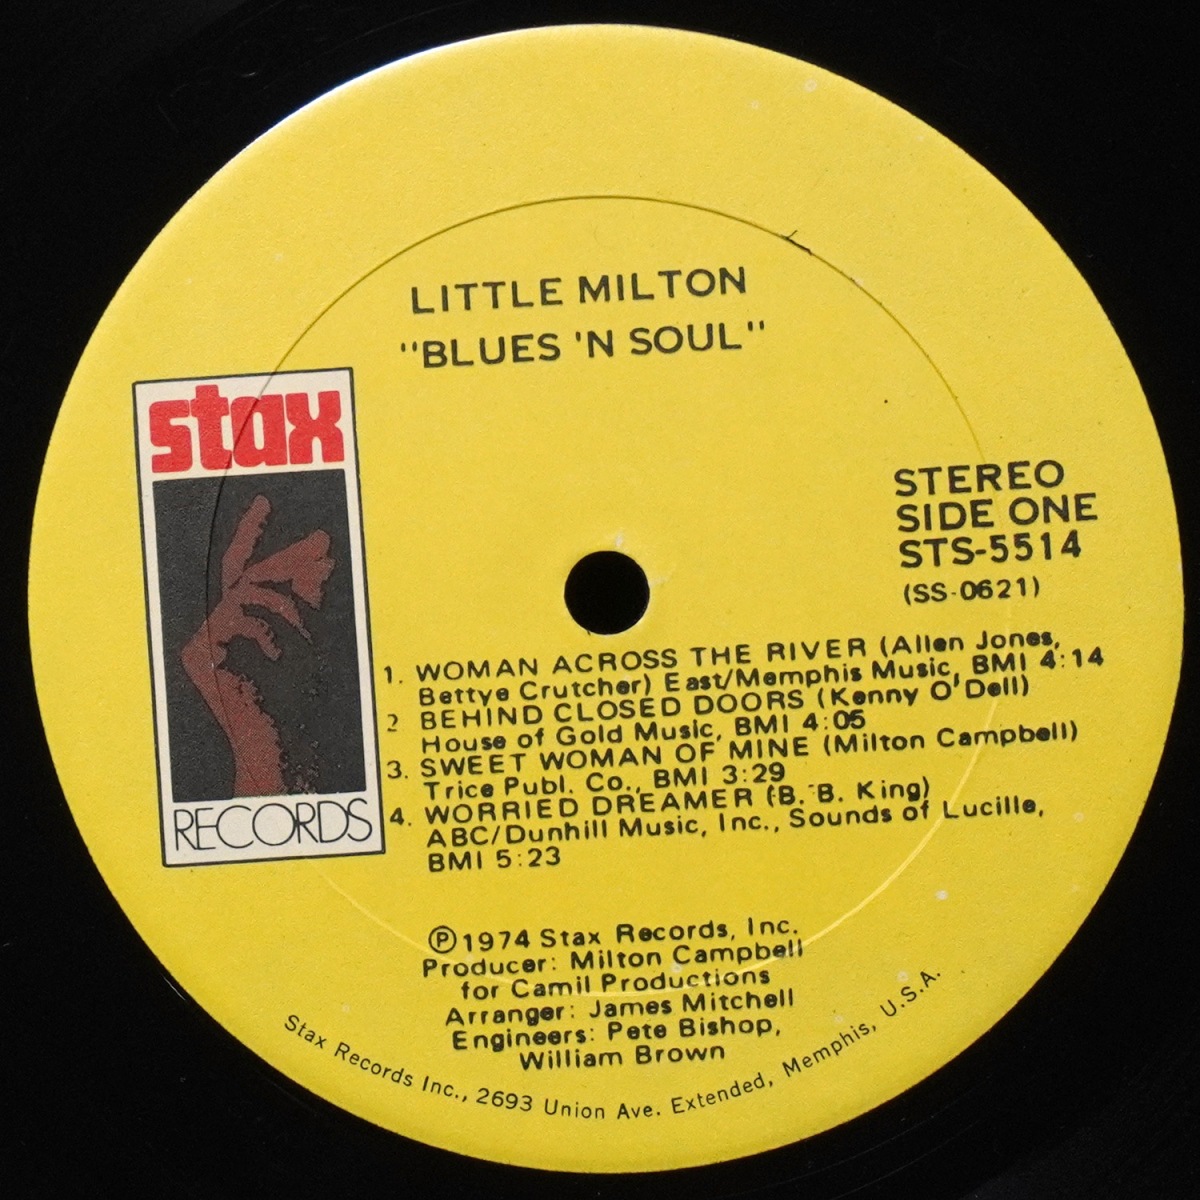 LITTLE MILTON
"BLUES 'N SOUL"
stax
RECORDS
STEREO
SIDE ONE
STS-5514
(SS-0621)
1. WOMAN ACROSS THE RIVER (Allen Jones,
Bettye Crutcher) East/Memphis Music, BMI 4:14
2 BEHIND CLOSED DOORS (Kenny O'Dell)
House of Gold Music, BMI 4:05
3. SWEET WOMAN OF MINE (Milton Campbell)
Trice Publ. Co., BMI 3:29
4. WORRIED DREAMER (B. B. King)
ABC/Dunhill Music, Inc., Sounds of Lucille,
BMI 5:23
Ⓟ1974 Stax Records, Inc.
Producer: Milton Campbell
for Camil Productions
Arranger: James Mitchell
Engineers: Pete Bishop,
William Brown
Stax Records Inc., 2693 Union Ave. Extended, Memphis, U.S.A.